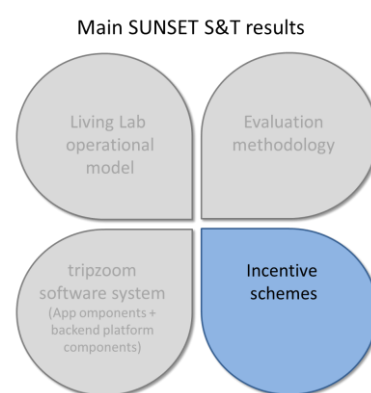 Main SUNSET S&T results
Living Lab
operational
model
Evaluation
methodology
tripzoom
software system
(App omponents +
backend platform
components)
Incentive
schemes